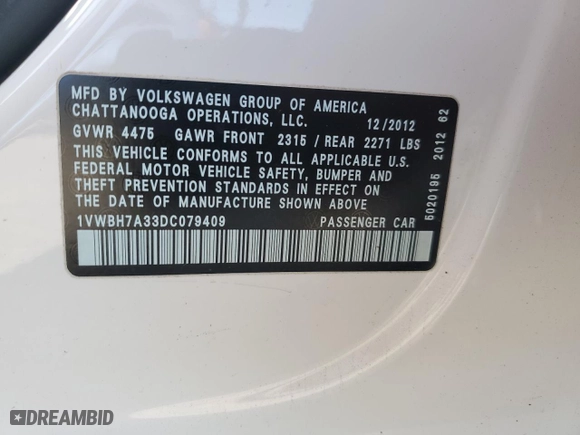 MFD BY VOLKSWAGEN GROUP OF AMERICA
CHATTANOOGA OPERATIONS, LLC. 12/2012
GVWR 4475 GAWR FRONT 2315 / REAR 2271 LBS
THIS VEHICLE CONFORMS TO ALL APPLICABLE U.S.
FEDERAL MOTOR VEHICLE SAFETY, BUMPER AND
THEFT PREVENTION STANDARDS IN EFFECT ON
THE DATE OF MANUFACTURE SHOWN ABOVE
1VWBH7A33DC079409 PASSENGER CAR
5020195 2012 62
DREAMBID